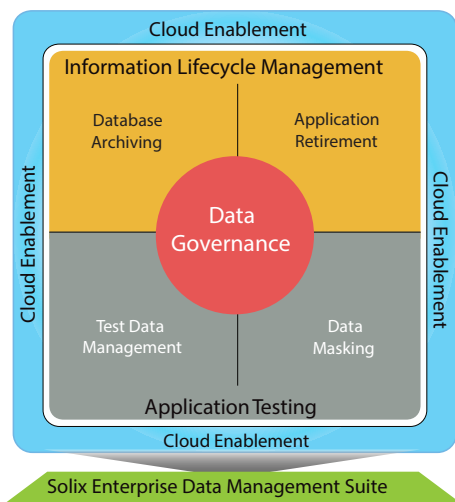 Cloud Enablement
Information Lifecycle Management
Database
Archiving
Application
Retirement
Cloud Enablement
Cloud Enablement
Data
Governance
Test Data
Management
Data
Masking
Application Testing
Cloud Enablement
Solix Enterprise Data Management Suite